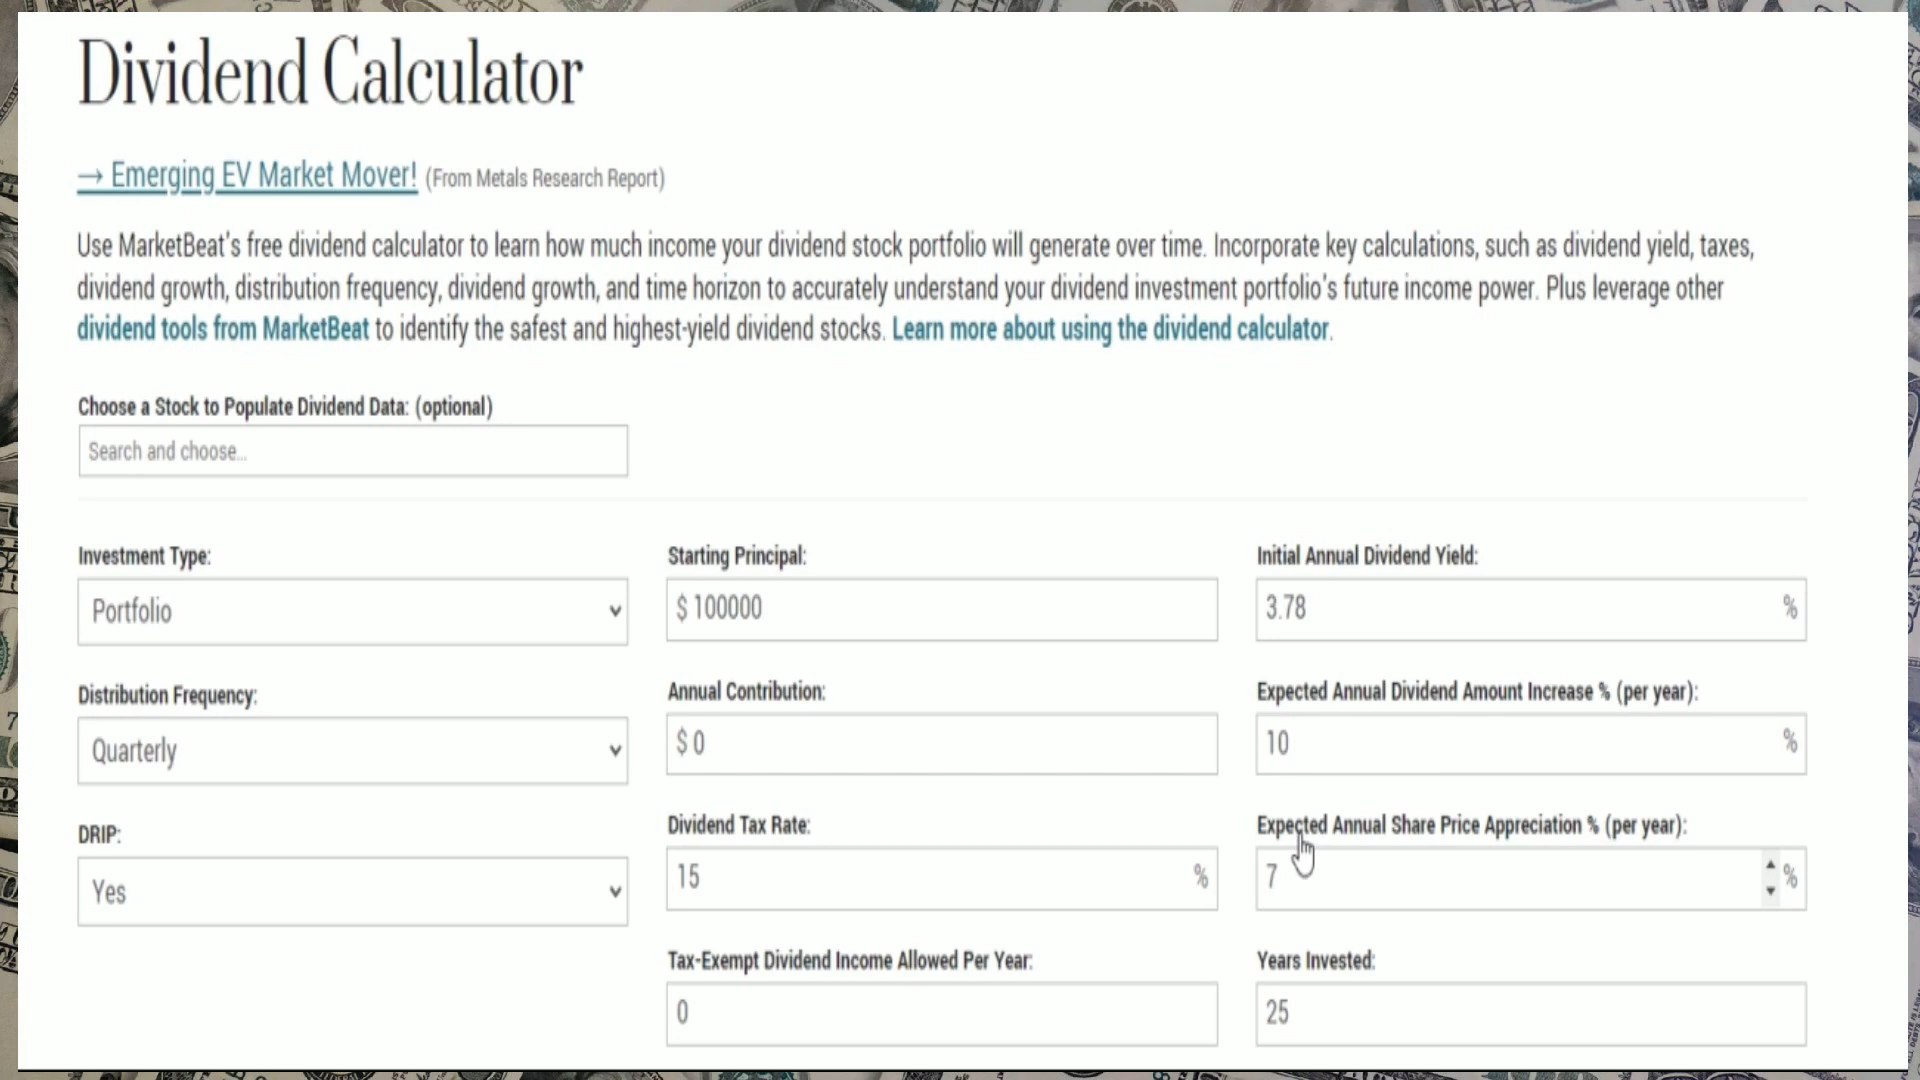 Dividend Calculator
→ Emerging EV Market Mover! (From Metals Research Report)
Use MarketBeat's free dividend calculator to learn how much income your dividend stock portfolio will generate over time. Incorporate key calculations, such as dividend yield, taxes,
dividend growth, distribution frequency, dividend growth, and time horizon to accurately understand your dividend investment portfolio's future income power. Plus leverage other
dividend tools from MarketBeat to identify the safest and highest-yield dividend stocks. Learn more about using the dividend calculator.
Choose a Stock to Populate Dividend Data: (optional)
Search and choose...
Investment Type:
Portfolio
Distribution Frequency:
Quarterly
DRIP:
Yes
Starting Principal:
$ 100000
Annual Contribution:
$ 0
Dividend Tax Rate:
15 %
Tax-Exempt Dividend Income Allowed Per Year:
0
Initial Annual Dividend Yield:
3.78 %
Expected Annual Dividend Amount Increase % (per year):
10 %
Expected Annual Share Price Appreciation % (per year):
7 %
Years Invested:
25